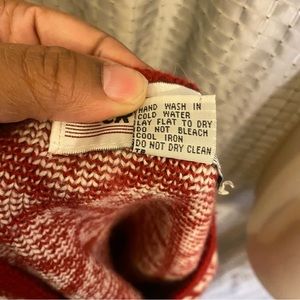 HAND WASH IN
COLD WATER
LAY FLAT TO DRY
DO NOT BLEACH
COOL IRON
DO NOT DRY CLEAN